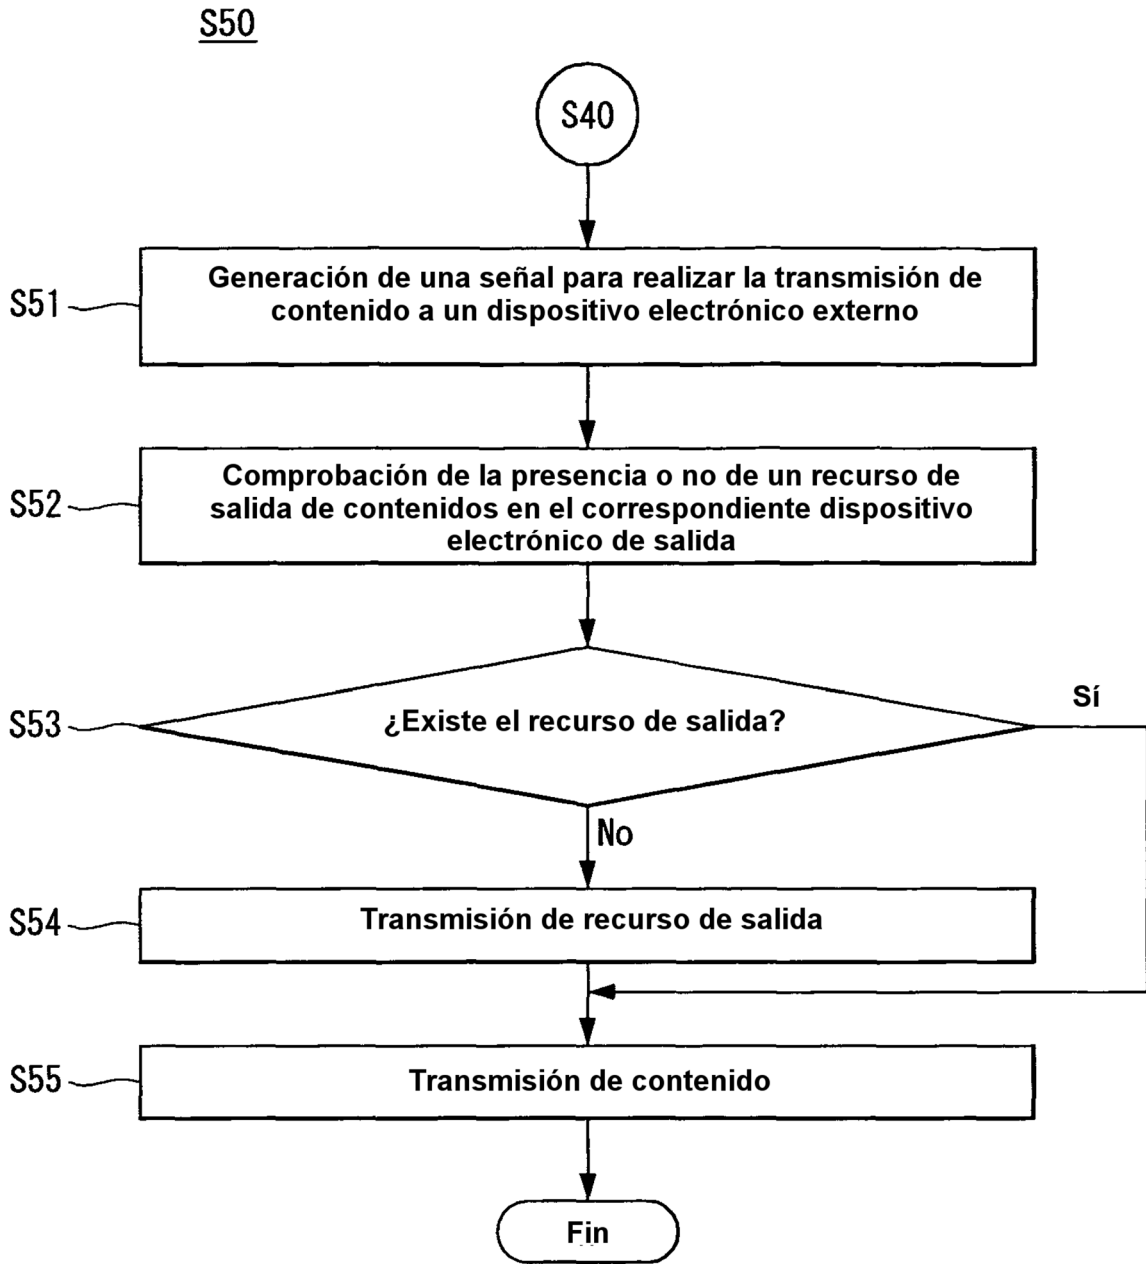 S50
S40
S51
Generación de una señal para realizar la transmisión de
contenido a un dispositivo electrónico externo
S52
Comprobación de la presencia o no de un recurso de
salida de contenidos en el correspondiente dispositivo
electrónico de salida
S53
¿Existe el recurso de salida?
Sí
No
S54
Transmisión de recurso de salida
S55
Transmisión de contenido
Fin